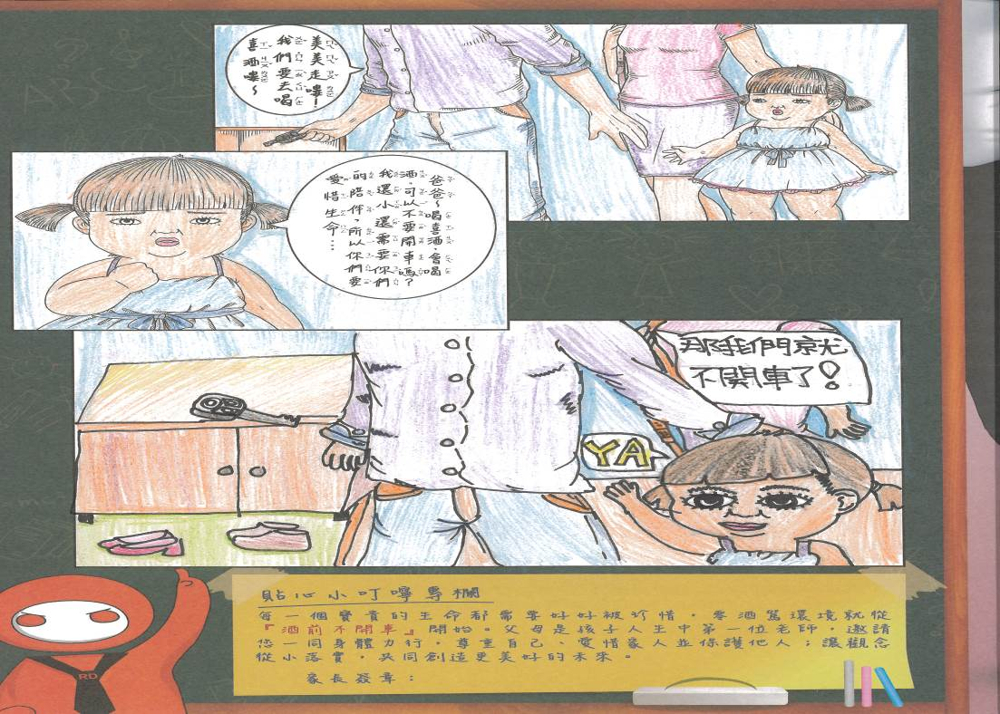 美美走嘍！
我們要去喝
喜酒嘍～
爸爸～喝喜酒會喝
酒，可以不要開車嗎？
我還小還需要你們
的陪伴，所以你們要
愛惜生命…
那我們就
不開車了！
YA
貼心小叮嚀專欄
每一個寶貴的生命都需要好好被珍惜，零酒駕環境就從
『酒前不開車』開始。父母是孩子人生中第一位老師，邀請
您一同身體力行，尊重自己、愛惜家人並保護他人；讓觀念
從小落實，共同創造更美好的未來。
家長簽章：
RD